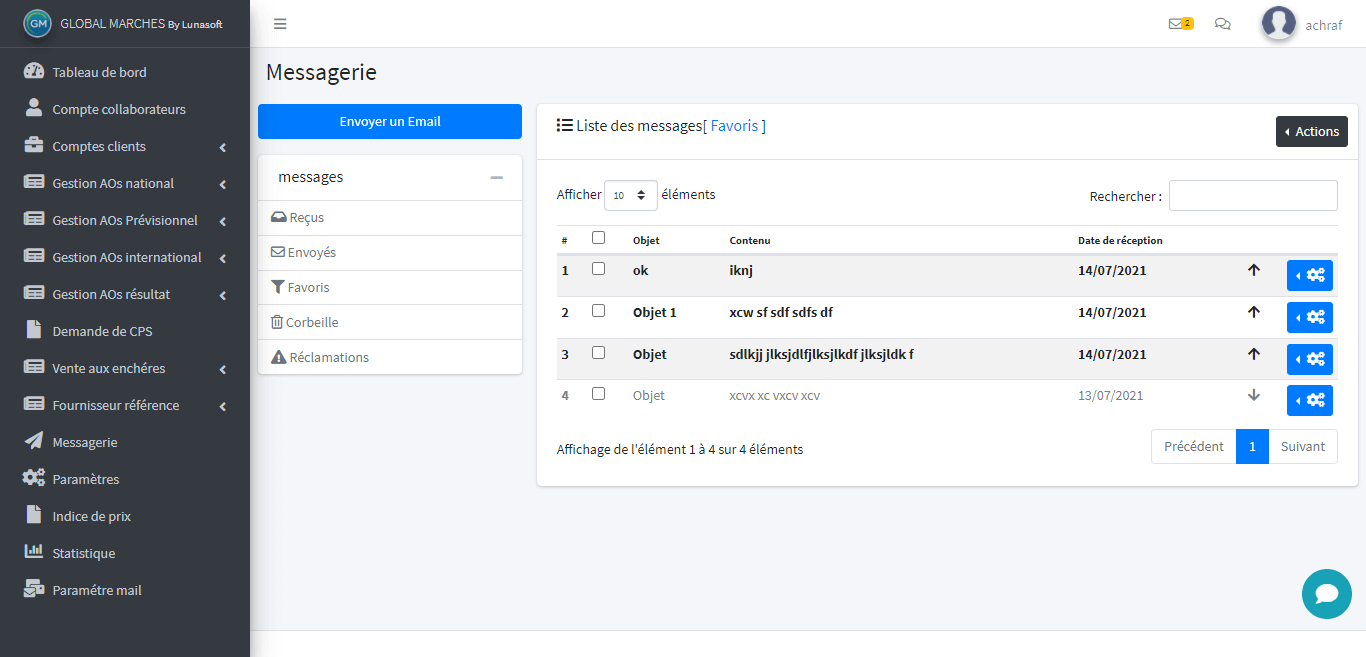 GM GLOBAL MARCHES By Lunasoft
2
achraf
Tableau de bord
Compte collaborateurs
Comptes clients
Gestion AOs national
Gestion AOs Prévisionnel
Gestion AOs international
Gestion AOs résultat
Demande de CPS
Vente aux enchéres
Fournisseur référence
Messagerie
Paramètres
Indice de prix
Statistique
Paramétre mail
Messagerie
Envoyer un Email
messages
Reçus
Envoyés
Favoris
Corbeille
Réclamations
Liste des messages[ Favoris ]
Actions
Afficher 10 éléments
Rechercher :
# Objet Contenu Date de réception
1 ok iknj 14/07/2021
2 Objet 1 xcw sf sdf sdfs df 14/07/2021
3 Objet sdlkjj jlksjdlfjlksjlkdf jlksjldk f 14/07/2021
4 Objet xcvx xc vxcv xcv 13/07/2021
Affichage de l'élément 1 à 4 sur 4 éléments
Précédent 1 Suivant